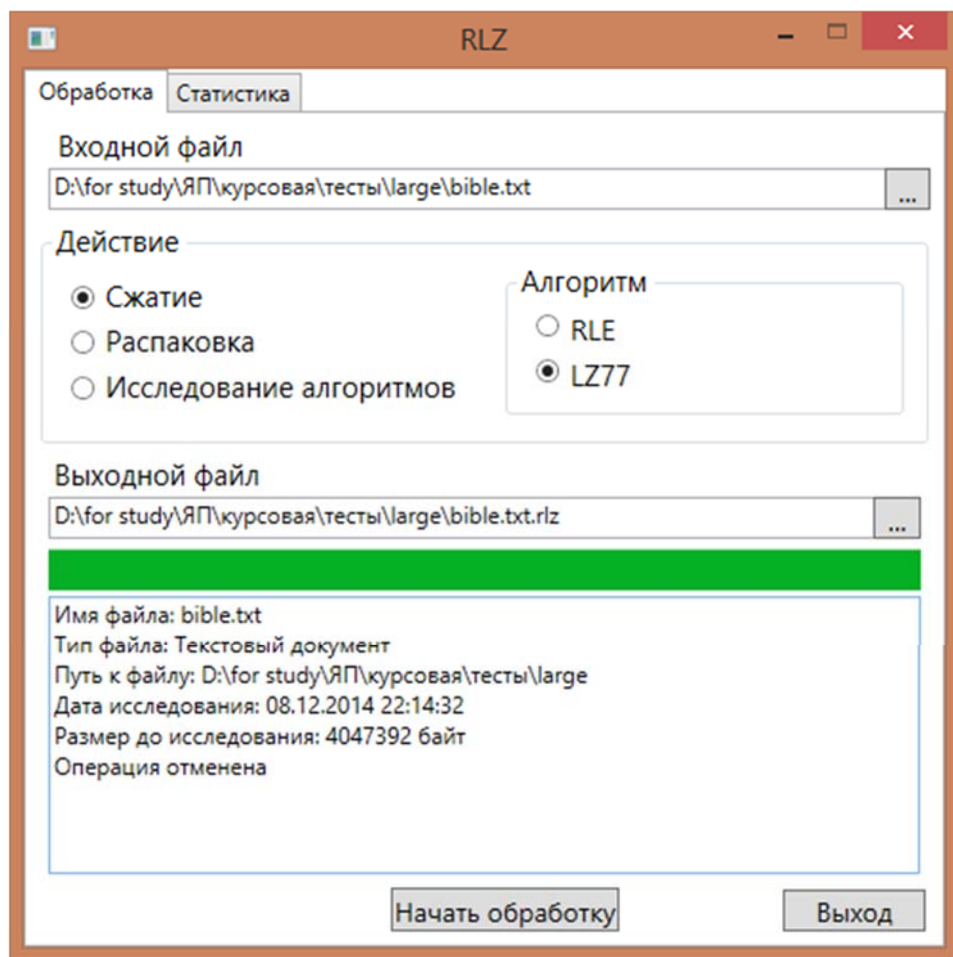 RLZ
Обработка Статистика
Входной файл
D:\for study\ЯП\курсовая\тесты\large\bible.txt
...
Действие
Сжатие
Распаковка
Исследование алгоритмов
Алгоритм
RLE
LZ77
Выходной файл
D:\for study\ЯП\курсовая\тесты\large\bible.txt.rlz
...
Имя файла: bible.txt
Тип файла: Текстовый документ
Путь к файлу: D:\for study\ЯП\курсовая\тесты\large
Дата исследования: 08.12.2014 22:14:32
Размер до исследования: 4047392 байт
Операция отменена
Начать обработку Выход